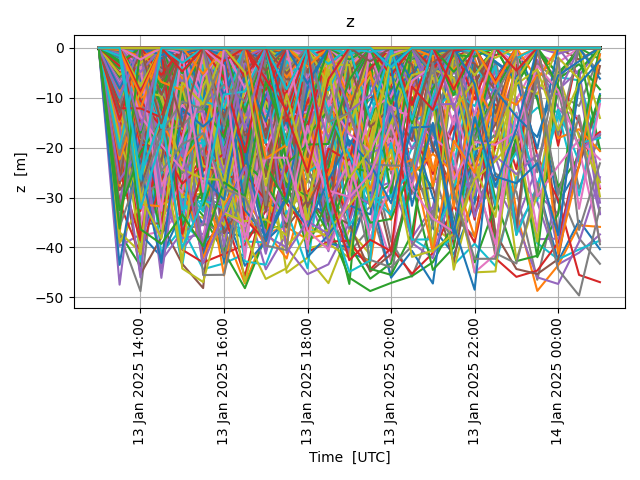 z
0
−10
−20
−30
−40
−50
z [m]
13 Jan 2025 14:00
13 Jan 2025 16:00
13 Jan 2025 18:00
13 Jan 2025 20:00
13 Jan 2025 22:00
14 Jan 2025 00:00
Time [UTC]